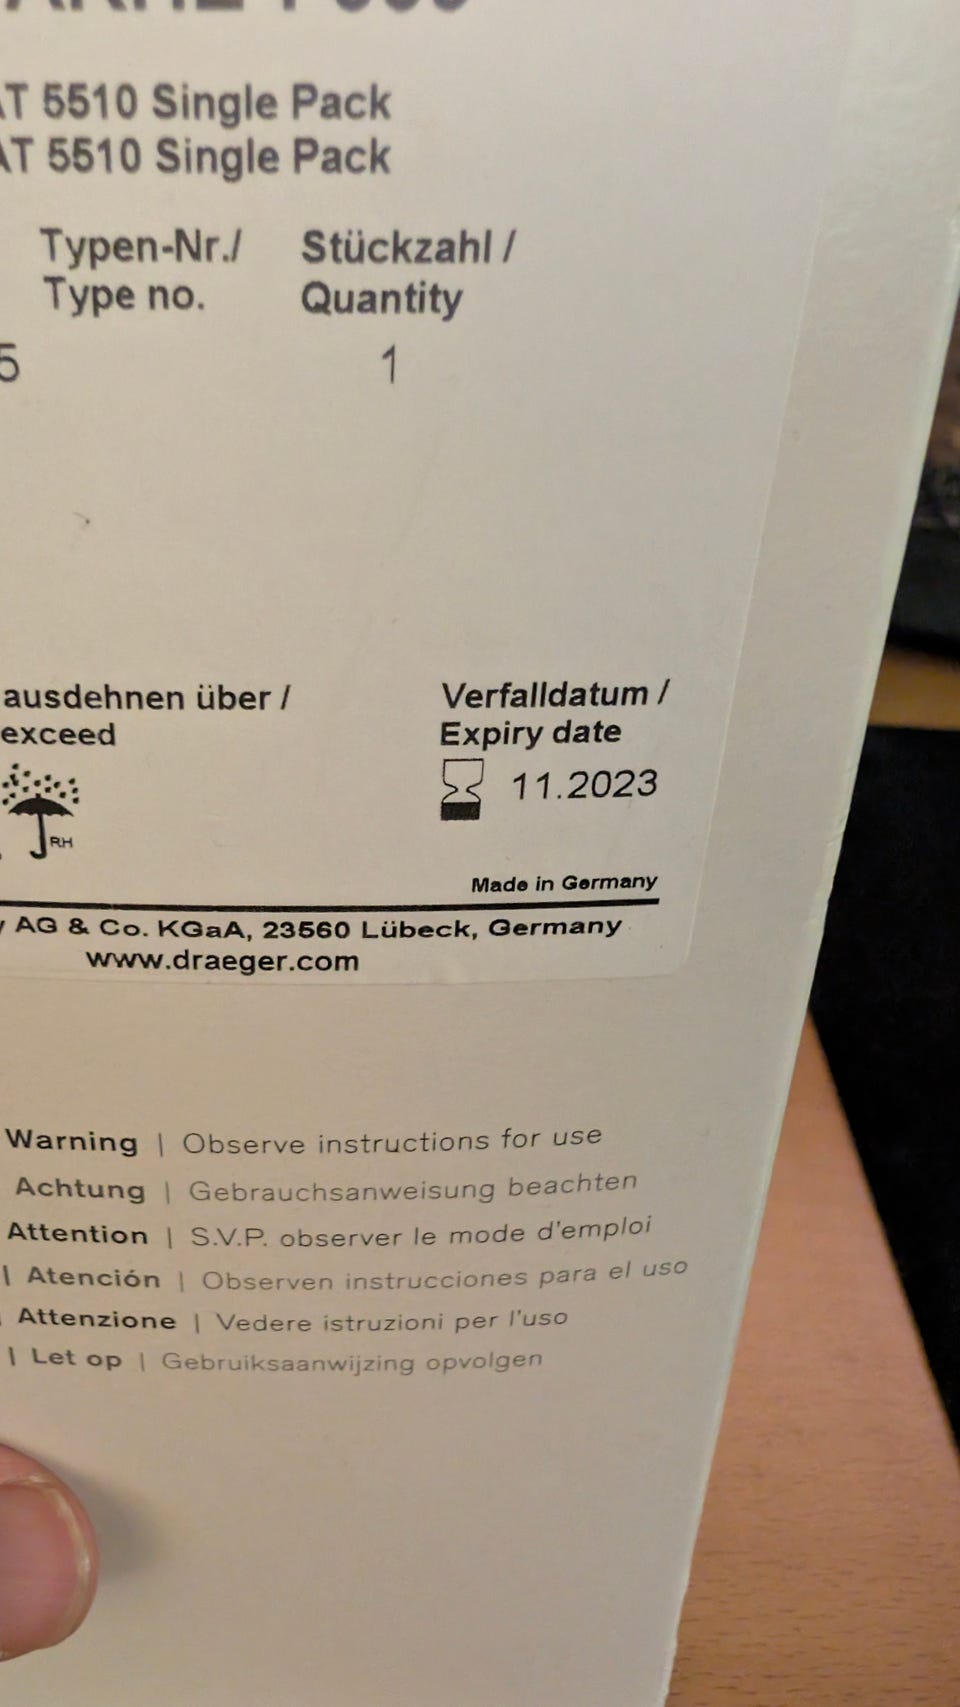 5510 Single Pack
5510 Single Pack
Typen-Nr./ Stückzahl /
Type no. Quantity
5 1
ausdehnen über / Verfalldatum /
exceed Expiry date
RH 11.2023
Made in Germany
AG & Co. KGaA, 23560 Lübeck, Germany
www.draeger.com
Warning | Observe instructions for use
Achtung | Gebrauchsanweisung beachten
Attention | S.V.P. observer le mode d'emploi
| Atención | Observen instrucciones para el uso
Attenzione | Vedere istruzioni per l'uso
| Let op | Gebruiksaanwijzing opvolgen